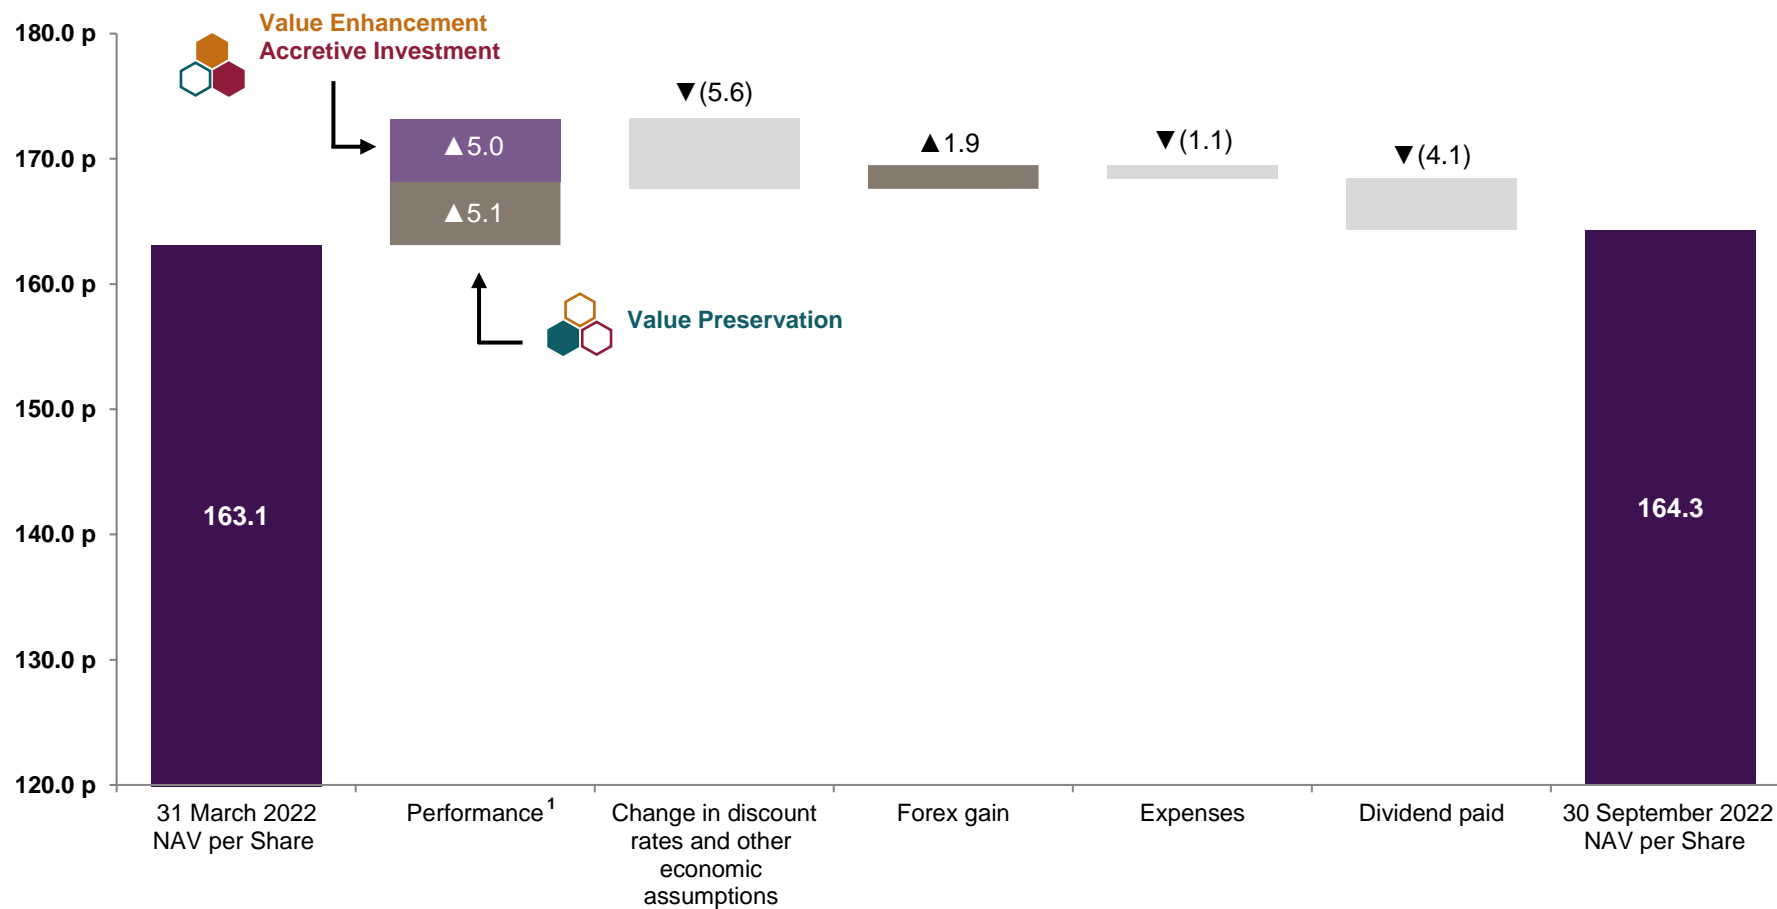 Value Enhancement
Accretive Investment
180.0 p
170.0 p
160.0 p
150.0 p
140.0 p
130.0 p
120.0 p
▲5.0
▲5.1
▼(5.6)
▲1.9
▼(1.1)
▼(4.1)
Value Preservation
163.1
164.3
31 March 2022
NAV per Share
Performance ¹
Change in discount
rates and other
economic
assumptions
Forex gain
Expenses
Dividend paid
30 September 2022
NAV per Share